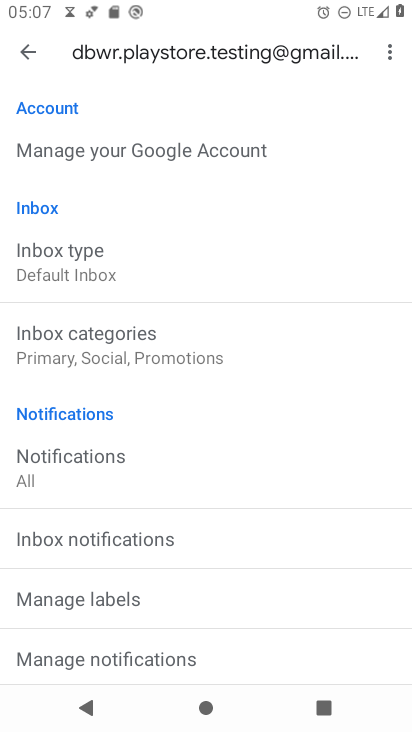 05:07
LTE
dbwr.playstore.testing@gmail....
Account
Manage your Google Account
Inbox
Inbox type
Default Inbox
Inbox categories
Primary, Social, Promotions
Notifications
Notifications
All
Inbox notifications
Manage labels
Manage notifications